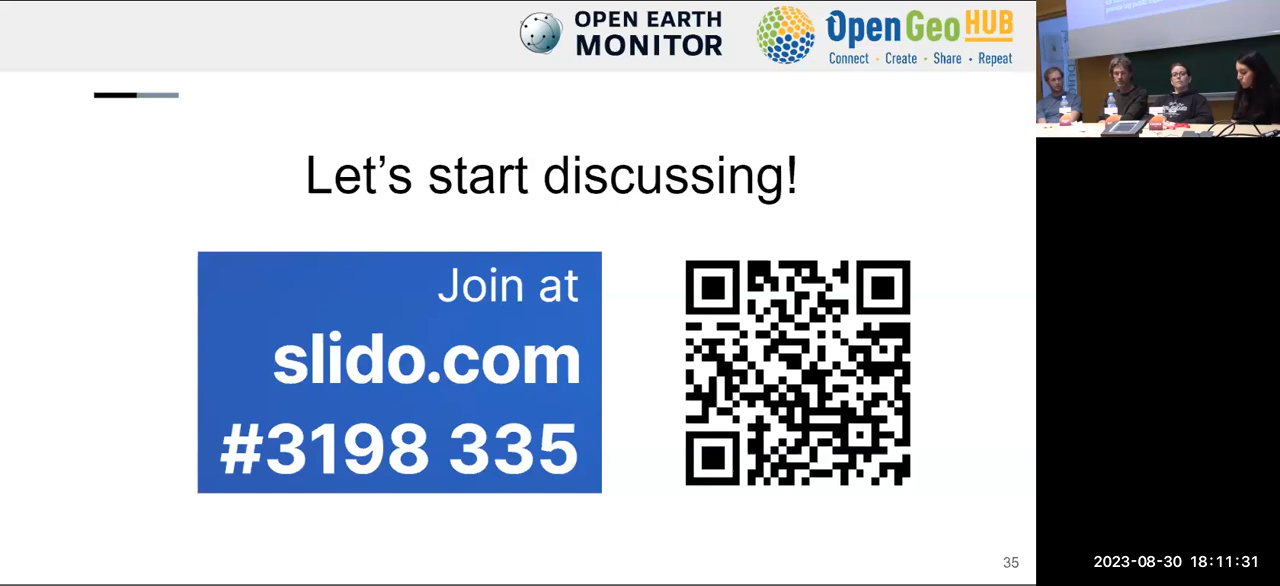 OPEN EARTH
MONITOR
OpenGeoHUB
Connect • Create • Share • Repeat
Let's start discussing!
Join at
slido.com
#3198 335
35
2023-08-30 18:11:31